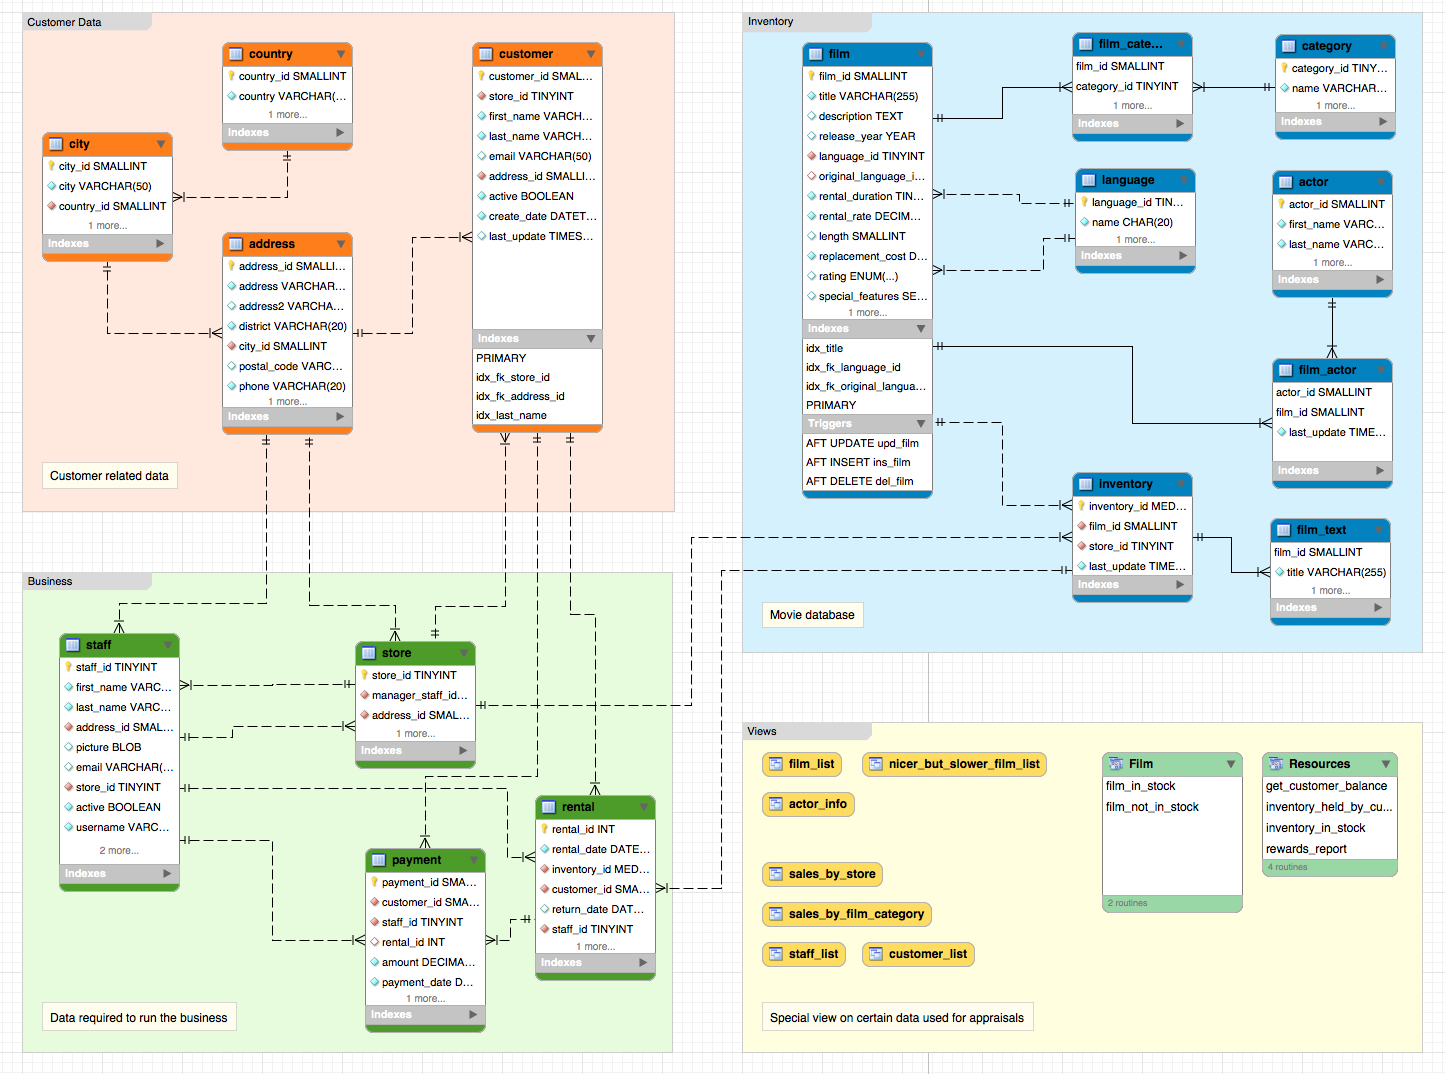 Customer Data
country
country_id SMALLINT
country VARCHAR(...
1 more...
Indexes
customer
customer_id SMAL...
store_id TINYINT
first_name VARCH...
last_name VARCH...
email VARCHAR(50)
address_id SMALLI...
active BOOLEAN
create_date DATET...
last_update TIMES...
Indexes
PRIMARY
idx_fk_store_id
idx_fk_address_id
idx_last_name
city
city_id SMALLINT
city VARCHAR(50)
country_id SMALLINT
1 more...
Indexes
address
address_id SMALLI...
address VARCHAR...
address2 VARCHA...
district VARCHAR(20)
city_id SMALLINT
postal_code VARC...
phone VARCHAR(20)
1 more...
Indexes
Customer related data
Inventory
film
film_id SMALLINT
title VARCHAR(255)
description TEXT
release_year YEAR
language_id TINYINT
original_language_i...
rental_duration TIN...
rental_rate DECIM...
length SMALLINT
replacement_cost D...
rating ENUM(...)
special_features SE...
1 more...
Indexes
idx_title
idx_fk_language_id
idx_fk_original_langua...
PRIMARY
Triggers
AFT UPDATE upd_film
AFT INSERT ins_film
AFT DELETE del_film
film_cate...
film_id SMALLINT
category_id TINYINT
1 more...
Indexes
category
category_id TINY...
name VARCHAR...
1 more...
Indexes
language
language_id TIN...
name CHAR(20)
1 more...
Indexes
actor
actor_id SMALLINT
first_name VARC...
last_name VARC...
1 more...
Indexes
film_actor
actor_id SMALLINT
film_id SMALLINT
last_update TIME...
Indexes
inventory
inventory_id MED...
film_id SMALLINT
store_id TINYINT
last_update TIME...
Indexes
film_text
film_id SMALLINT
title VARCHAR(255)
1 more...
Indexes
Movie database
Business
staff
staff_id TINYINT
first_name VARC...
last_name VARC...
address_id SMAL...
picture BLOB
email VARCHAR(...
store_id TINYINT
active BOOLEAN
username VARC...
2 more...
Indexes
store
store_id TINYINT
manager_staff_id...
address_id SMAL...
1 more...
Indexes
payment
payment_id SMA...
customer_id SMA...
staff_id TINYINT
rental_id INT
amount DECIMA...
payment_date D...
1 more...
Indexes
rental
rental_id INT
rental_date DATE...
inventory_id MED...
customer_id SMA...
return_date DAT...
staff_id TINYINT
1 more...
Indexes
Data required to run the business
Views
film_list
nicer_but_slower_film_list
actor_info
sales_by_store
sales_by_film_category
staff_list
customer_list
Film
film_in_stock
film_not_in_stock
2 routines
Resources
get_customer_balance
inventory_held_by_cu...
inventory_in_stock
rewards_report
4 routines
Special view on certain data used for appraisals